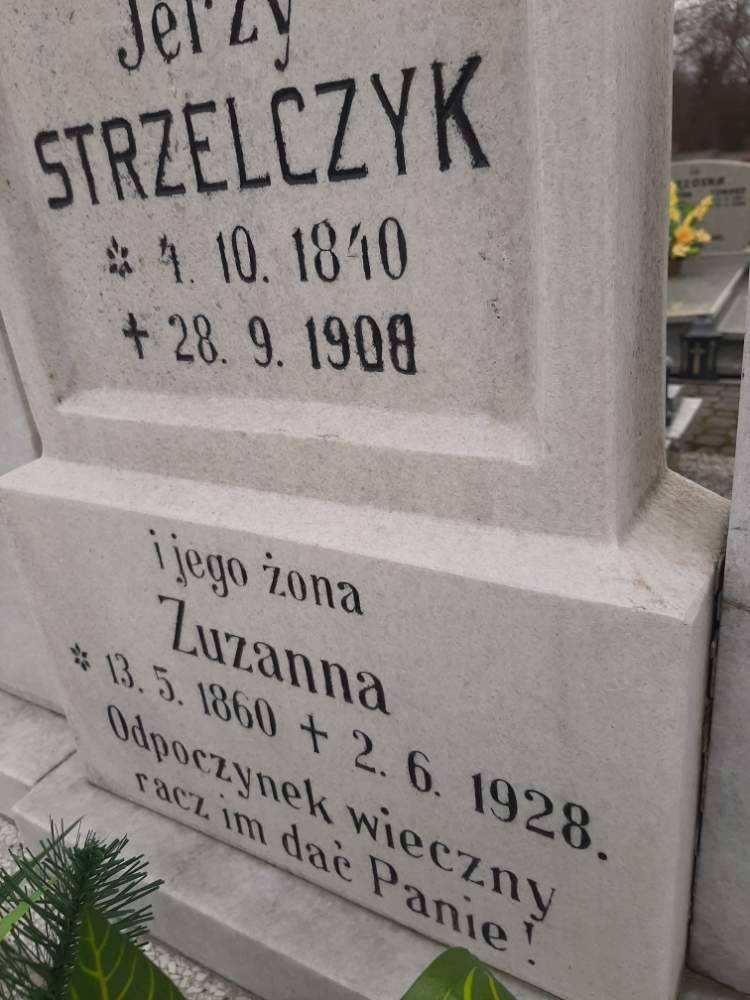 Jerzy
STRZELCZYK
* 4. 10. 1840
+ 28. 9. 1908
i jego żona
Zuzanna
* 13. 5. 1860 + 2. 6. 1928.
Odpoczynek wieczny
racz im dać Panie!